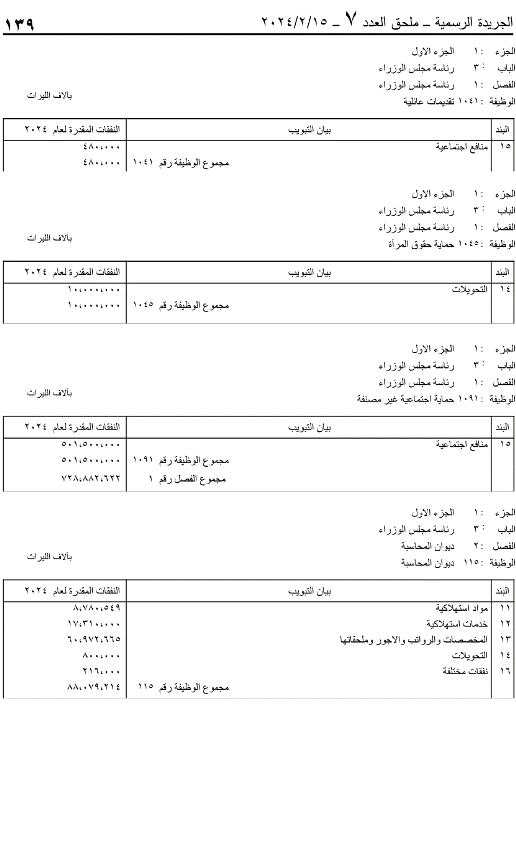 الجريدة الرسمية – ملحق العدد ٧ – ٢٠٢٤/٢/١٥ ١٣٩
الجزء : ١ الجزء الاول
الباب : ٣ رئاسة مجلس الوزراء
الفصل : ١ رئاسة مجلس الوزراء
الوظيفة : ١٠٤١ تقديمات عائلية
بآلاف الليرات
البند بيان التبويب النفقات المقدرة لعام ٢٠٢٤
١٥ منافع اجتماعية ٤٨٠،٠٠٠
مجموع الوظيفة رقم ١٠٤١ ٤٨٠،٠٠٠
الجزء : ١ الجزء الاول
الباب : ٣ رئاسة مجلس الوزراء
الفصل : ١ رئاسة مجلس الوزراء
الوظيفة : ١٠٤٥ حماية حقوق المرأة
بآلاف الليرات
البند بيان التبويب النفقات المقدرة لعام ٢٠٢٤
١٤ التحويلات ١٠،٠٠٠،٠٠٠
مجموع الوظيفة رقم ١٠٤٥ ١٠،٠٠٠،٠٠٠
الجزء : ١ الجزء الاول
الباب : ٣ رئاسة مجلس الوزراء
الفصل : ١ رئاسة مجلس الوزراء
الوظيفة : ١٠٩١ حماية اجتماعية غير مصنفة
بآلاف الليرات
البند بيان التبويب النفقات المقدرة لعام ٢٠٢٤
١٥ منافع اجتماعية ٥٠١،٥٠٠،٠٠٠
مجموع الوظيفة رقم ١٠٩١ ٥٠١،٥٠٠،٠٠٠
مجموع الفصل رقم ١ ٧٢٨،٨٨٢،٦٢٢
الجزء : ١ الجزء الاول
الباب : ٣ رئاسة مجلس الوزراء
الفصل : ٢ ديوان المحاسبة
الوظيفة : ١١٥ ديوان المحاسبة
بآلاف الليرات
البند بيان التبويب النفقات المقدرة لعام ٢٠٢٤
١١ مواد استهلاكية ٨،٧٨٠،٥٤٩
١٢ خدمات استهلاكية ١٧،٣١٠،٠٠٠
١٣ المخصصات والرواتب والاجور وملحقاتها ٦٠،٩٧٢،٦٦٥
١٤ التحويلات ٨٠٠،٠٠٠
١٦ نفقات مختلفة ٢١٦،٠٠٠
مجموع الوظيفة رقم ١١٥ ٨٨،٠٧٩،٢١٤